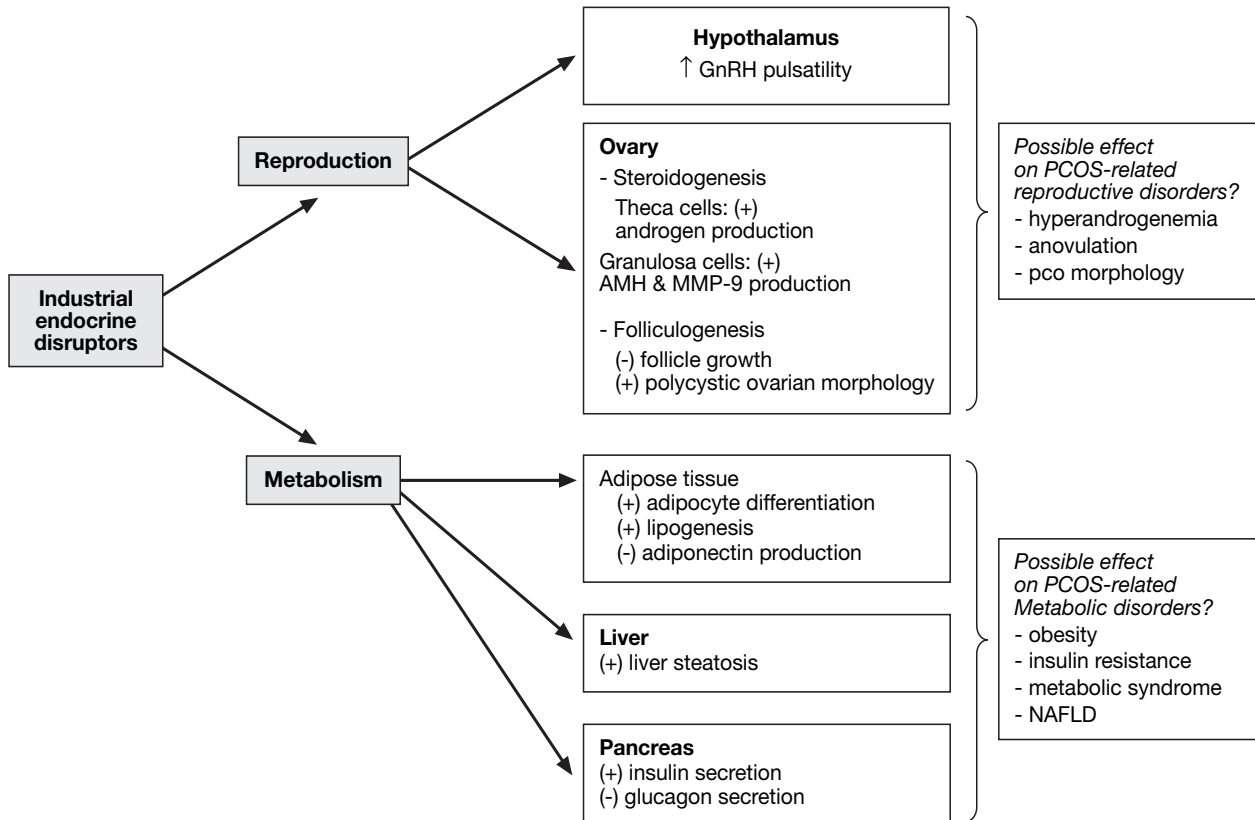 Hypothalamus
↑ GnRH pulsatility
Reproduction
Ovary
- Steroidogenesis
Theca cells: (+)
androgen production
Granulosa cells: (+)
AMH & MMP-9 production
- Folliculogenesis
(-) follicle growth
(+) polycystic ovarian morphology
Possible effect
on PCOS-related
reproductive disorders?
- hyperandrogenemia
- anovulation
- pco morphology
Industrial
endocrine
disruptors
Metabolism
Adipose tissue
(+) adipocyte differentiation
(+) lipogenesis
(-) adiponectin production
Liver
(+) liver steatosis
Pancreas
(+) insulin secretion
(-) glucagon secretion
Possible effect
on PCOS-related
Metabolic disorders?
- obesity
- insulin resistance
- metabolic syndrome
- NAFLD